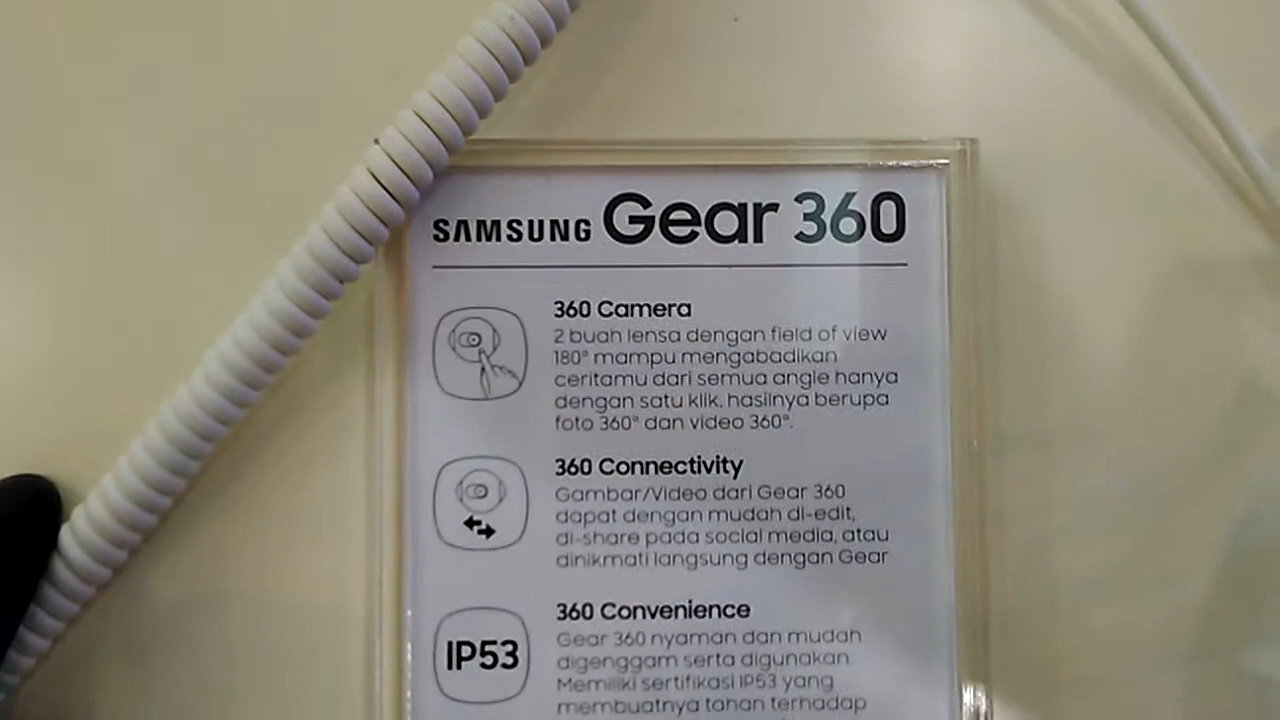 SAMSUNG Gear 360
360 Camera
2 buah lensa dengan field of view
180° mampu mengabadikan
ceritamu dari semua angle hanya
dengan satu klik, hasilnya berupa
foto 360° dan video 360°.
360 Connectivity
Gambar/Video dari Gear 360
dapat dengan mudah di-edit,
di-share pada social media, atau
dinikmati langsung dengan Gear
360 Convenience
IP53
Gear 360 nyaman dan mudah
digenggam serta digunakan.
Memiliki sertifikasi IP53 yang
membuatnya tahan terhadap